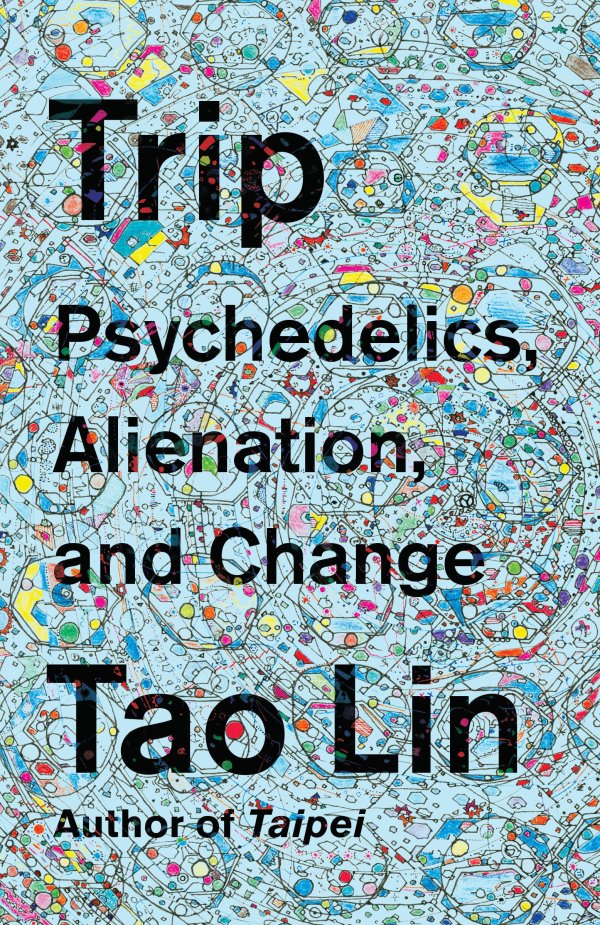 Trip
Psychedelics,
Alienation,
and Change
Tao Lin
Author of Taipei